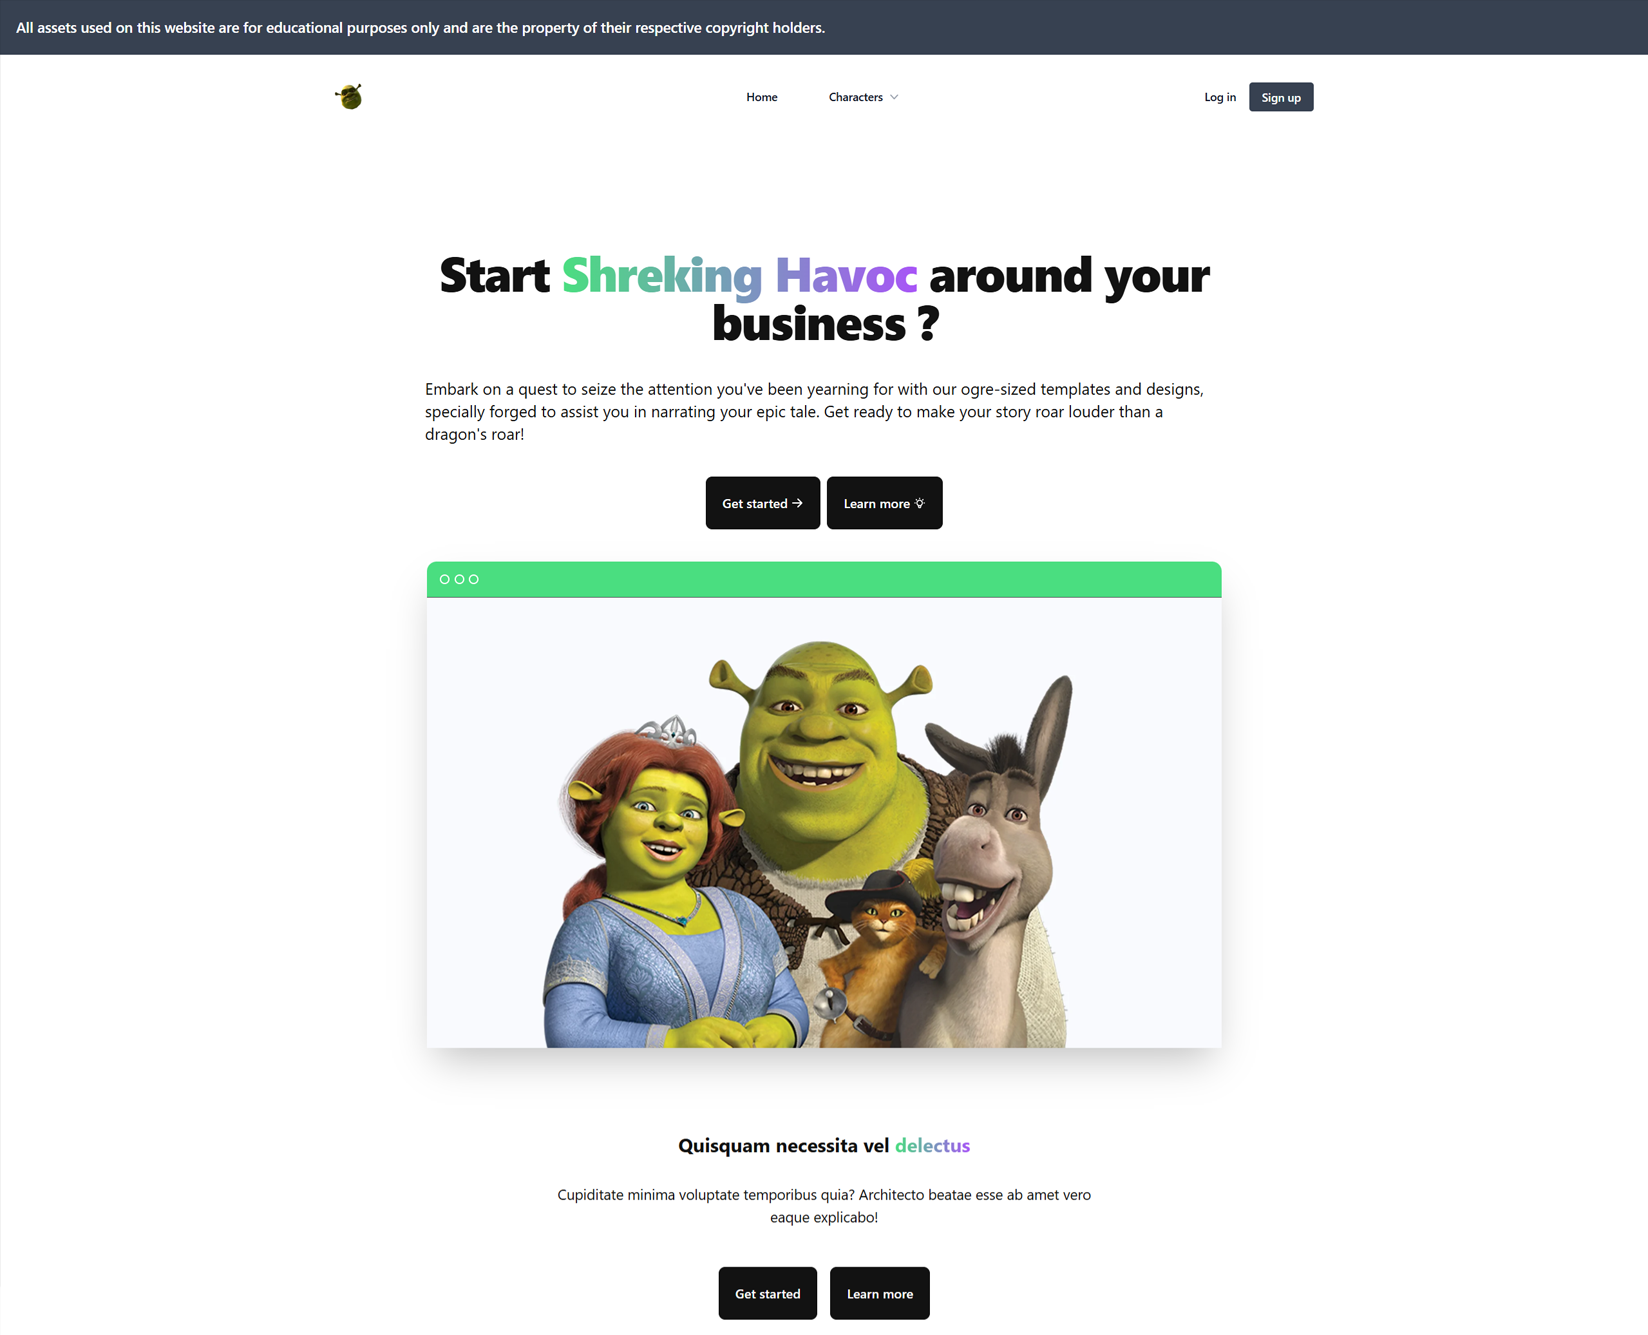 All assets used on this website are for educational purposes only and are the property of their respective copyright holders.
Home
Characters
Log in
Sign up
Start Shreking Havoc around your
business ?
Embark on a quest to seize the attention you've been yearning for with our ogre-sized templates and designs,
specially forged to assist you in narrating your epic tale. Get ready to make your story roar louder than a
dragon's roar!
Get started
Learn more
Quisquam necessita vel delectus
Cupiditate minima voluptate temporibus quia? Architecto beatae esse ab amet vero
eaque explicabo!
Get started
Learn more